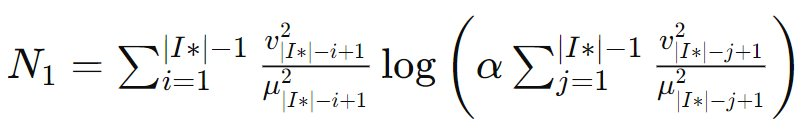 $N_1 = \sum_{i=1}^{|I*|-1} \frac{v_{|I*|-i+1}^2}{\mu_{|I*|-i+1}^2} \log \left( \alpha \sum_{j=1}^{|I*|-1} \frac{v_{|I*|-j+1}^2}{\mu_{|I*|-j+1}^2} \right)$